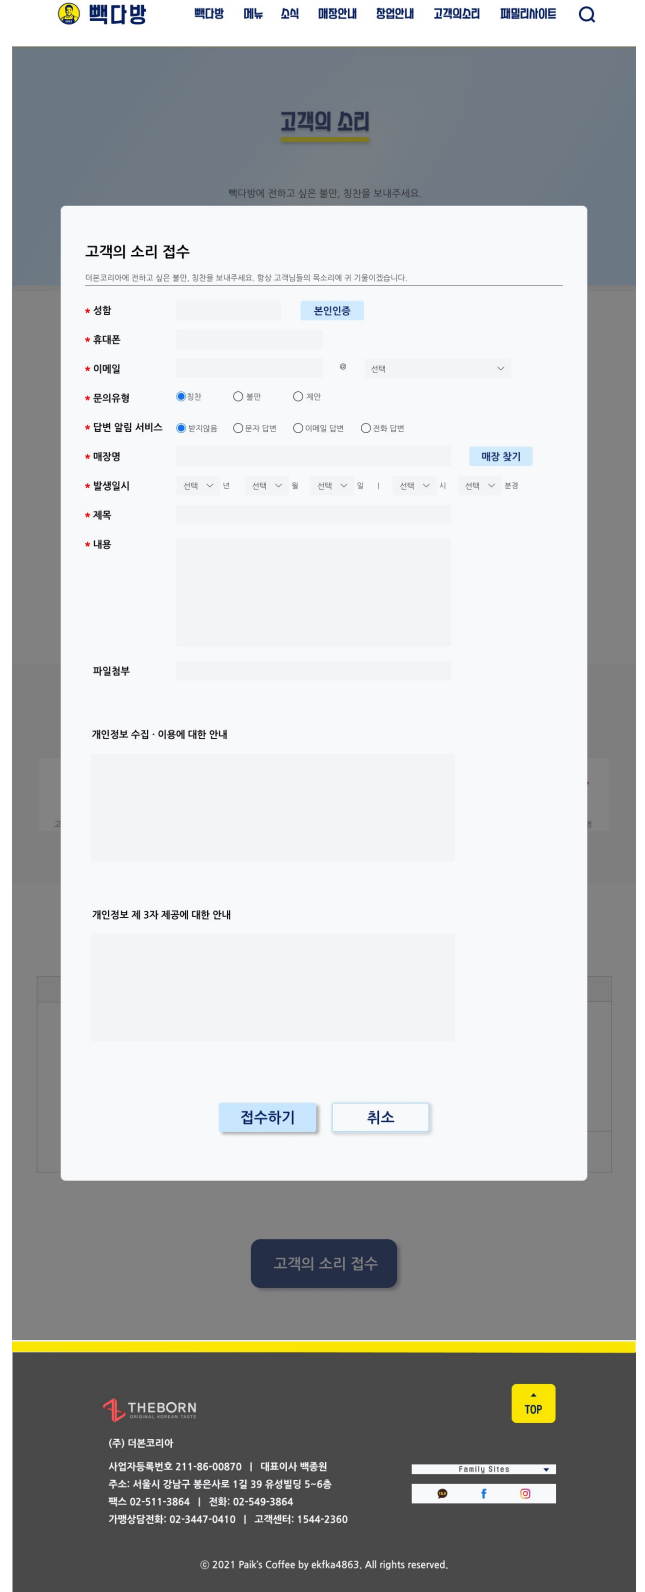 빽다방
빽다방 메뉴 소식 매장안내 창업안내 고객의소리 패밀리사이트
고객의 소리
빽다방에 전하고 싶은 불만, 칭찬을 보내주세요.
고객의 소리 접수
더본코리아에 전하고 싶은 불만, 칭찬을 보내주세요. 항상 고객님들의 목소리에 귀 기울이겠습니다.
* 성함 본인인증
* 휴대폰
* 이메일 @ 선택
* 문의유형 칭찬 불만 제안
* 답변 알림 서비스 받지않음 문자 답변 이메일 답변 전화 답변
* 매장명 매장 찾기
* 발생일시 선택 년 선택 월 선택 일 | 선택 시 선택 분경
* 제목
* 내용
파일첨부
개인정보 수집 · 이용에 대한 안내
고
개인정보 제 3자 제공에 대한 안내
접수하기 취소
고객의 소리 접수
THEBORN
ORIGINAL KOREAN TASTE
TOP
(주) 더본코리아
사업자등록번호 211-86-00870 | 대표이사 백종원
주소: 서울시 강남구 봉은사로 1길 39 유성빌딩 5~6층
팩스 02-511-3864 | 전화: 02-549-3864
가맹상담전화: 02-3447-0410 | 고객센터: 1544-2360
Family Sites
ⓒ 2021 Paik's Coffee by ekfka4863. All rights reserved.